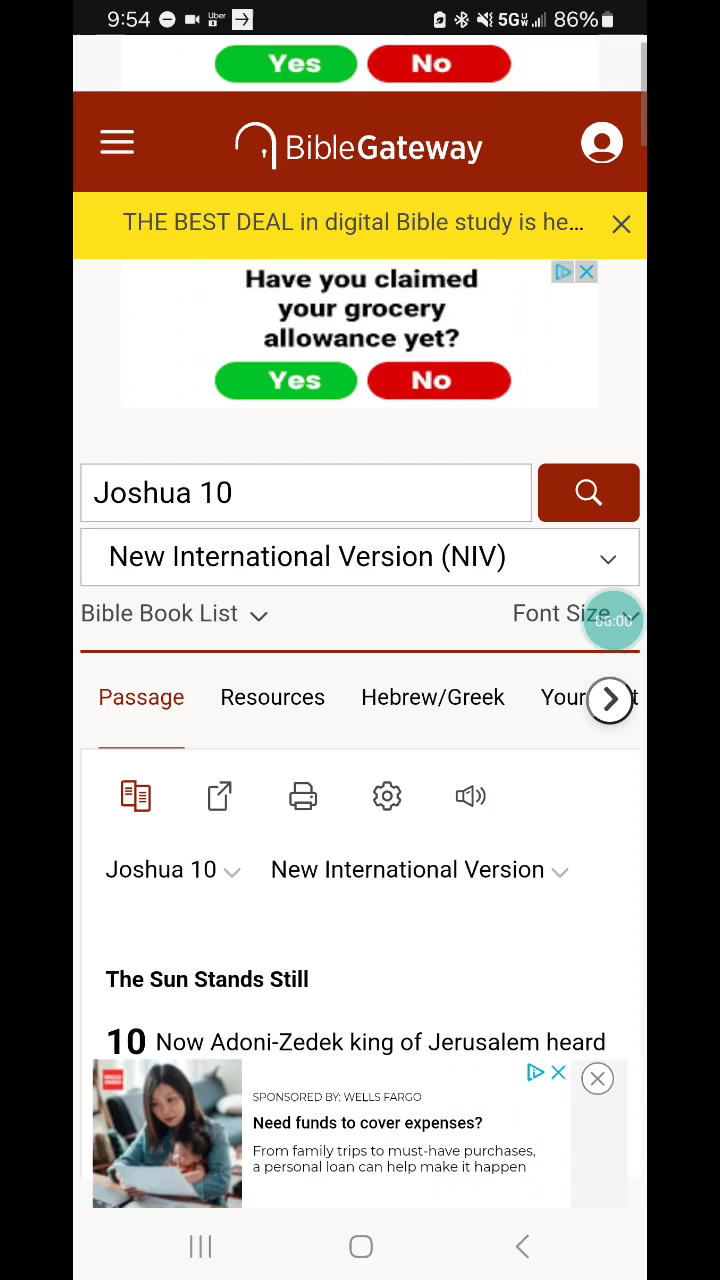 9:54 Uber 5G 86%
Yes No
BibleGateway
THE BEST DEAL in digital Bible study is he...
Have you claimed
your grocery
allowance yet?
Yes No
Joshua 10
New International Version (NIV)
Bible Book List Font Size
00:00
Passage Resources Hebrew/Greek Your
Joshua 10 New International Version
The Sun Stands Still
10 Now Adoni-Zedek king of Jerusalem heard
SPONSORED BY: WELLS FARGO
Need funds to cover expenses?
From family trips to must-have purchases,
a personal loan can help make it happen